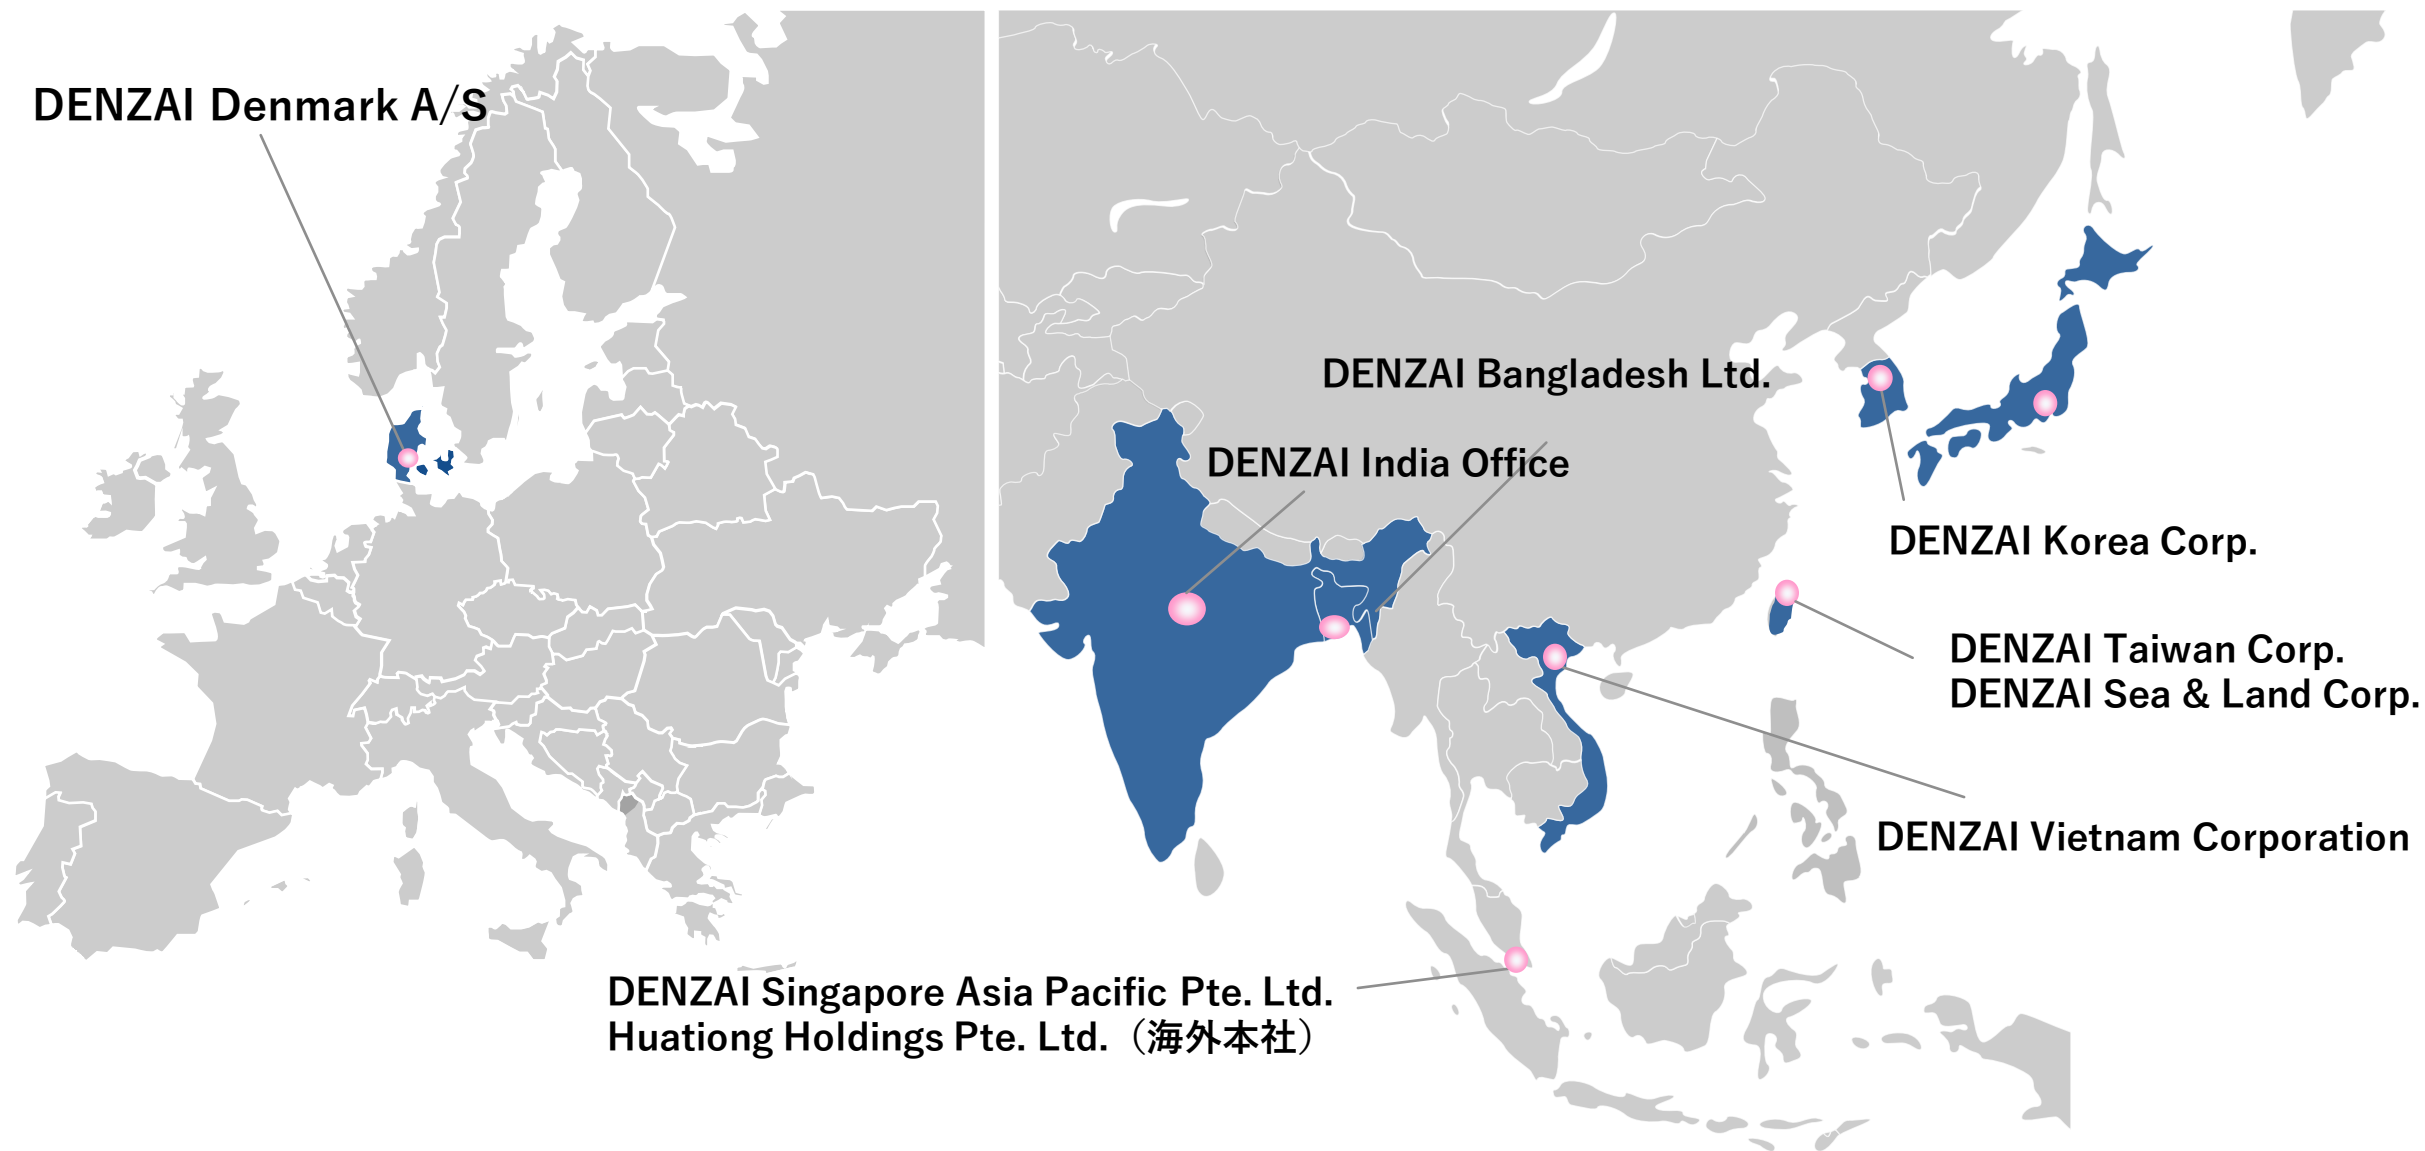 DENZAI Denmark A/S
DENZAI Bangladesh Ltd.
DENZAI India Office
DENZAI Korea Corp.
DENZAI Taiwan Corp.
DENZAI Sea & Land Corp.
DENZAI Vietnam Corporation
DENZAI Singapore Asia Pacific Pte. Ltd.
Huationg Holdings Pte. Ltd.（海外本社）